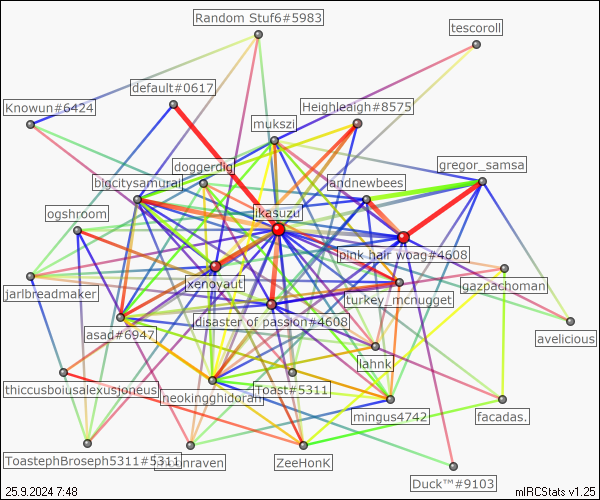 Random Stuf6#5983
tescoroll
default#0617
Knowun#6424
Heighleaigh#8575
mukszi
doggerdig
gregor_samsa
bigcitysamurai
andnewbees
ogshroom
ikasuzu
pink hair woag#4608
xenoyaut
gazpachoman
jarlbreadmaker
turkey_mcnugget
disaster of passion#4608
asad#6947
avelicious
lahnk
thiccusboiusalexusjoneus
Toast#5311
neokingghidorah
mingus4742
facadas.
ToastephBroseph5311#5311
ZeeHonK
Duck™#9103
25.9.2024 7:48
mIRCStats v1.25